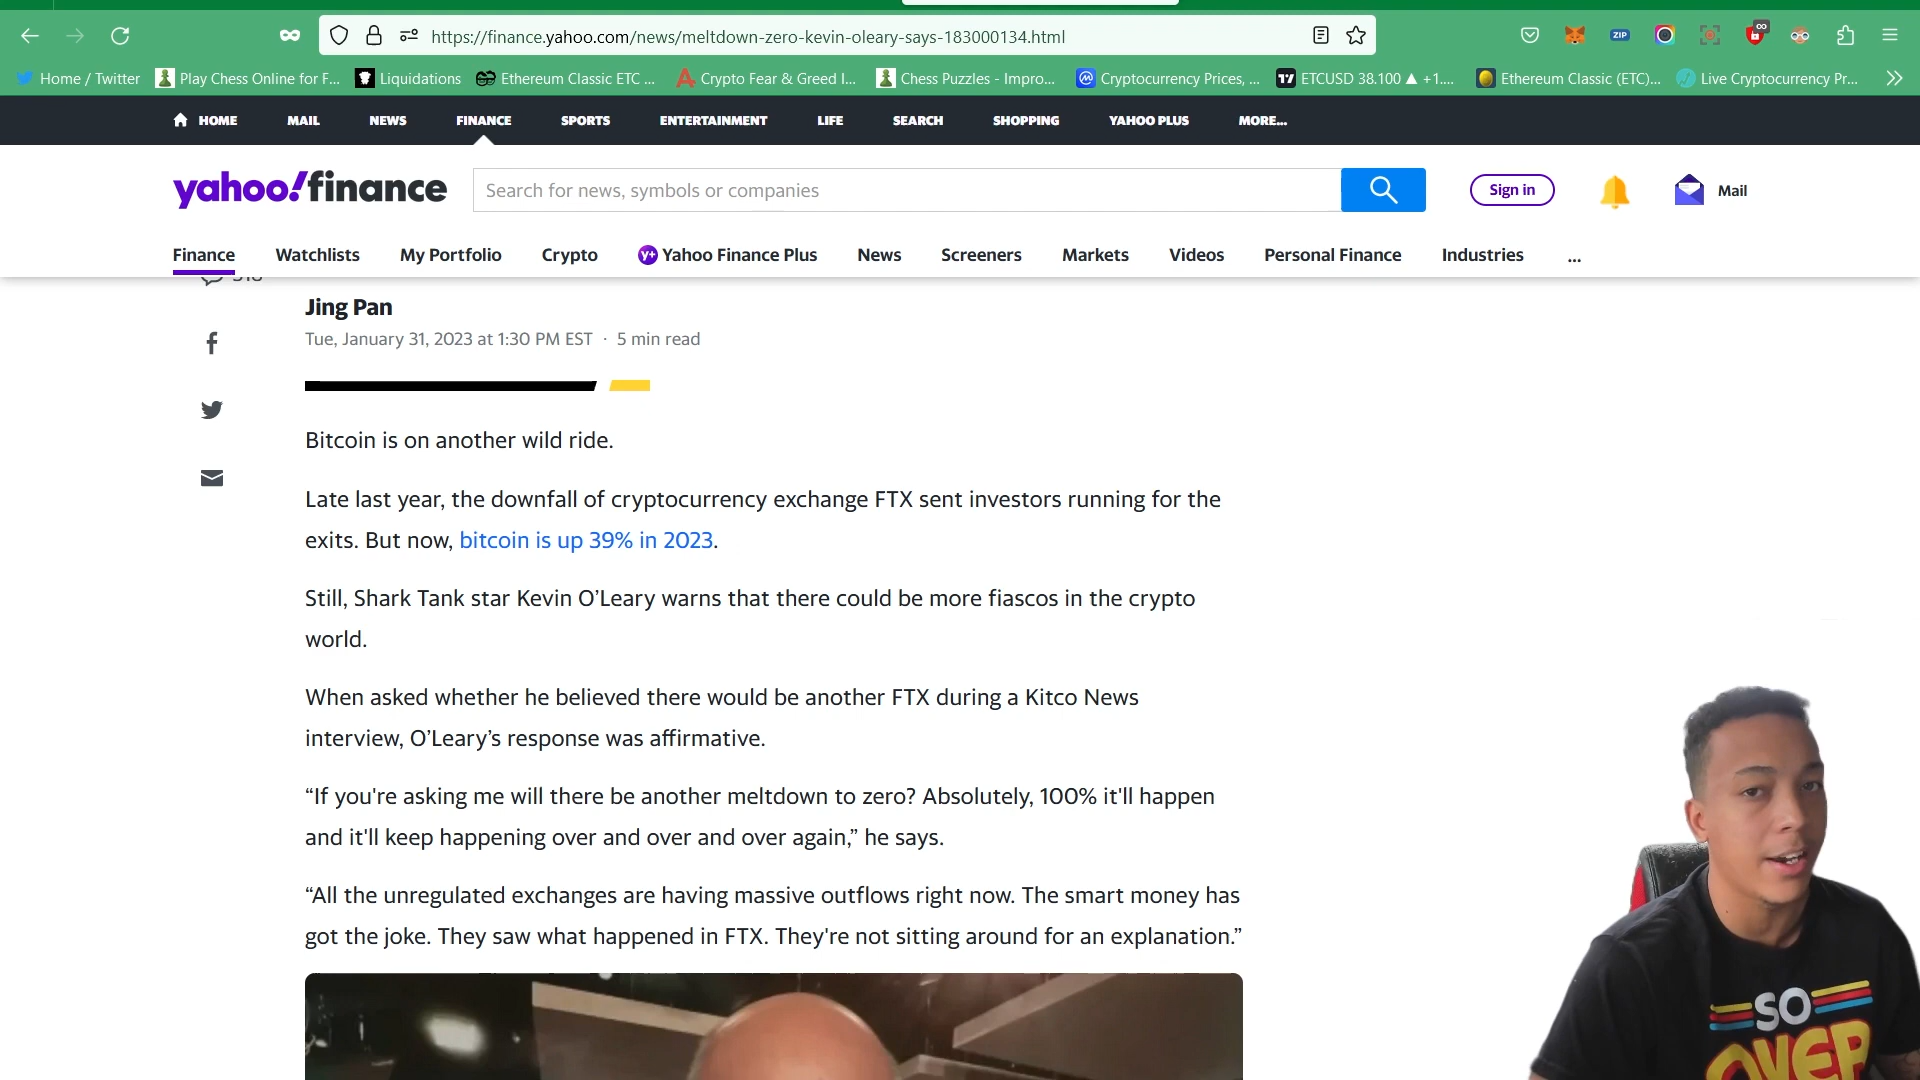 https://finance.yahoo.com/news/meltdown-zero-kevin-oleary-says-183000134.html
ZIP
Home / Twitter
Play Chess Online for F...
Liquidations
Ethereum Classic ETC ...
Crypto Fear & Greed I...
Chess Puzzles - Impro...
Cryptocurrency Prices, ...
ETCUSD 38.100 ▲ +1....
Ethereum Classic (ETC)...
Live Cryptocurrency Pr...
HOME
MAIL
NEWS
FINANCE
SPORTS
ENTERTAINMENT
LIFE
SEARCH
SHOPPING
YAHOO PLUS
MORE...
yahoo!finance
Search for news, symbols or companies
Sign in
Mail
Finance
Watchlists
My Portfolio
Crypto
Y+ Yahoo Finance Plus
News
Screeners
Markets
Videos
Personal Finance
Industries
...
Jing Pan
Tue, January 31, 2023 at 1:30 PM EST · 5 min read
Bitcoin is on another wild ride.
Late last year, the downfall of cryptocurrency exchange FTX sent investors running for the
exits. But now, bitcoin is up 39% in 2023.
Still, Shark Tank star Kevin O’Leary warns that there could be more fiascos in the crypto
world.
When asked whether he believed there would be another FTX during a Kitco News
interview, O’Leary’s response was affirmative.
“If you're asking me will there be another meltdown to zero? Absolutely, 100% it'll happen
and it'll keep happening over and over and over again,” he says.
“All the unregulated exchanges are having massive outflows right now. The smart money has
got the joke. They saw what happened in FTX. They're not sitting around for an explanation.”
SO
OVER